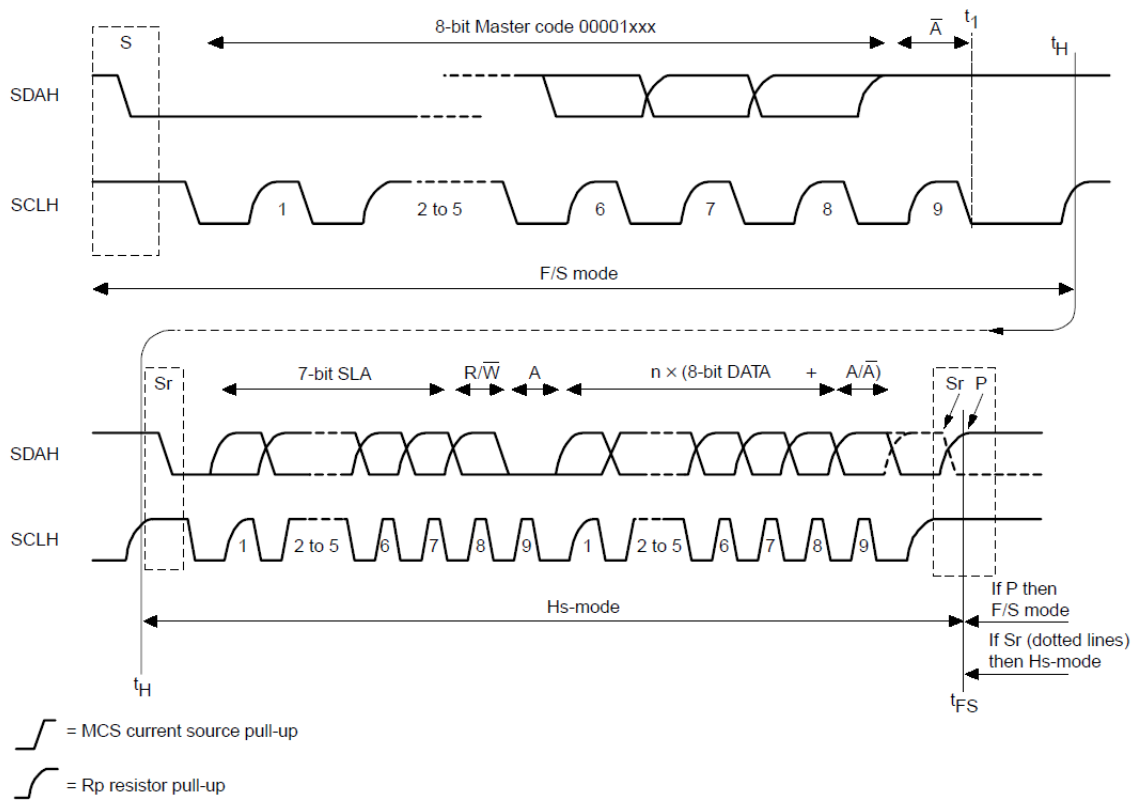 8-bit Master code 00001xxx
A̅
t1
S
tH
SDAH
SCLH
1
2 to 5
6
7
8
9
F/S mode
Sr
7-bit SLA
R/W̅
A
n × (8-bit DATA
+
A/A̅)
Sr
P
SDAH
SCLH
1
2 to 5
6
7
8
9
1
2 to 5
6
7
8
9
If P then
F/S mode
Hs-mode
If Sr (dotted lines)
then Hs-mode
tH
tFS
= MCS current source pull-up
= Rp resistor pull-up